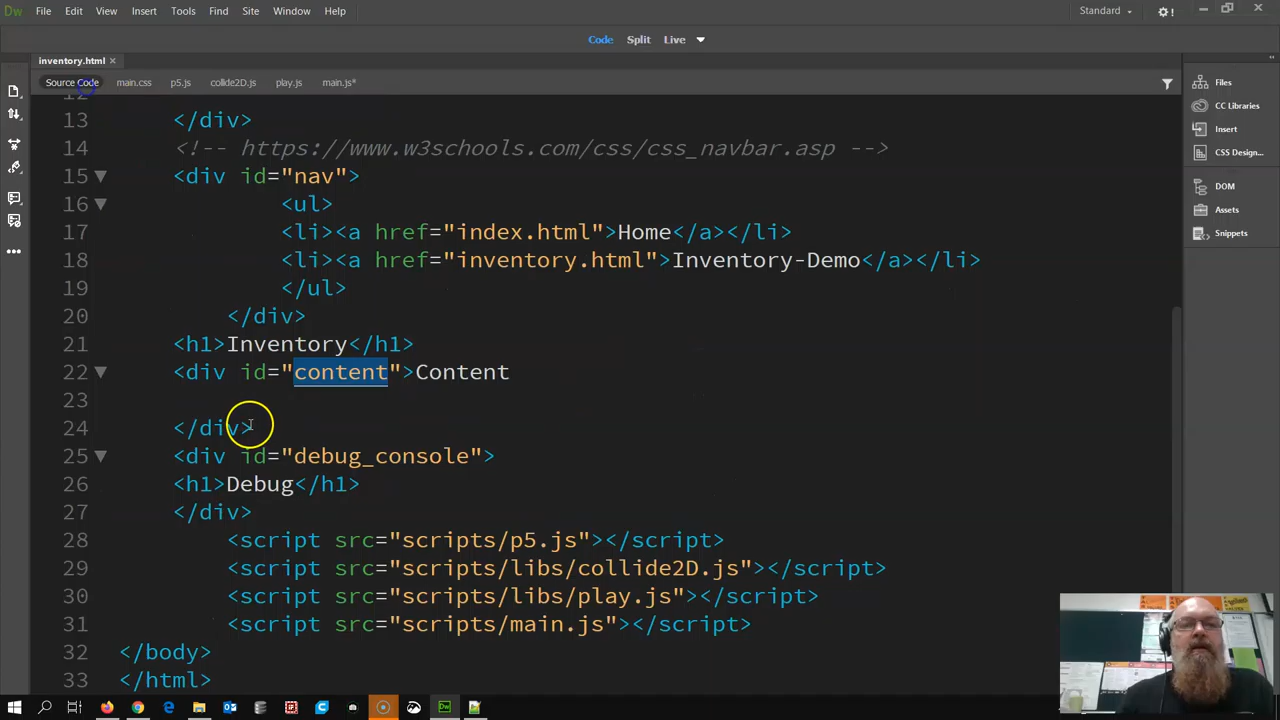 Dw File Edit View Insert Tools Find Site Window Help Standard
Code Split Live
inventory.html ×
Source Code main.css p5.js collide2D.js play.js main.js*
Files
CC Libraries
Insert
CSS Design...
DOM
Assets
Snippets
12
13 </div>
14 <!-- https://www.w3schools.com/css/css_navbar.asp -->
15 <div id="nav">
16 <ul>
17 <li><a href="index.html">Home</a></li>
18 <li><a href="inventory.html">Inventory-Demo</a></li>
19 </ul>
20 </div>
21 <h1>Inventory</h1>
22 <div id="content">Content
23
24 </div>
25 <div id="debug_console">
26 <h1>Debug</h1>
27 </div>
28 <script src="scripts/p5.js"></script>
29 <script src="scripts/libs/collide2D.js"></script>
30 <script src="scripts/libs/play.js"></script>
31 <script src="scripts/main.js"></script>
32 </body>
33 </html>
Dw